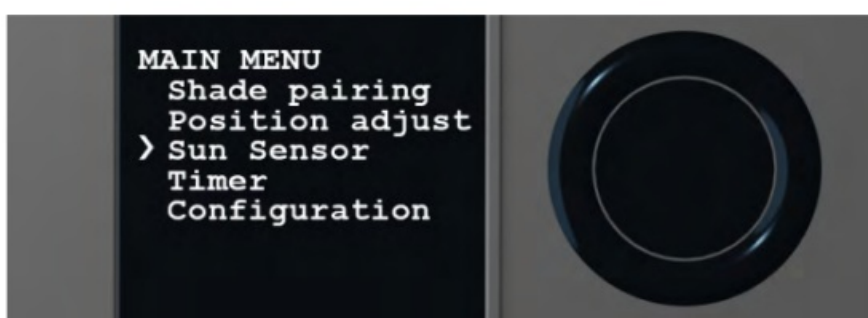 MAIN MENU
Shade pairing
Position adjust
❯ Sun Sensor
Timer
Configuration